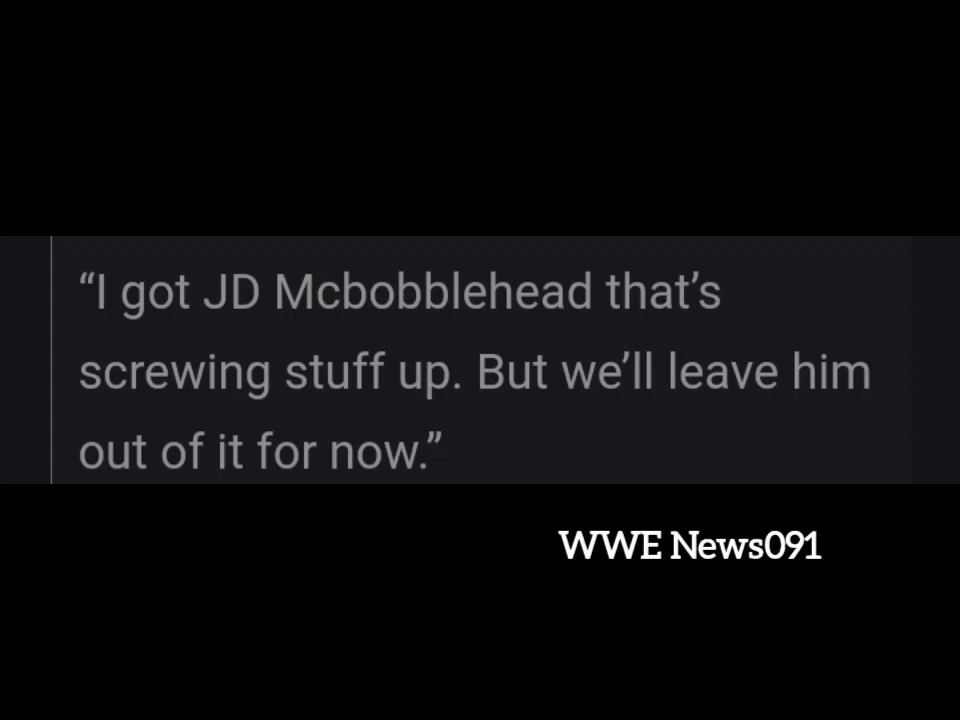 “I got JD Mcbobblehead that’s
screwing stuff up. But we’ll leave him
out of it for now.”
WWE News091